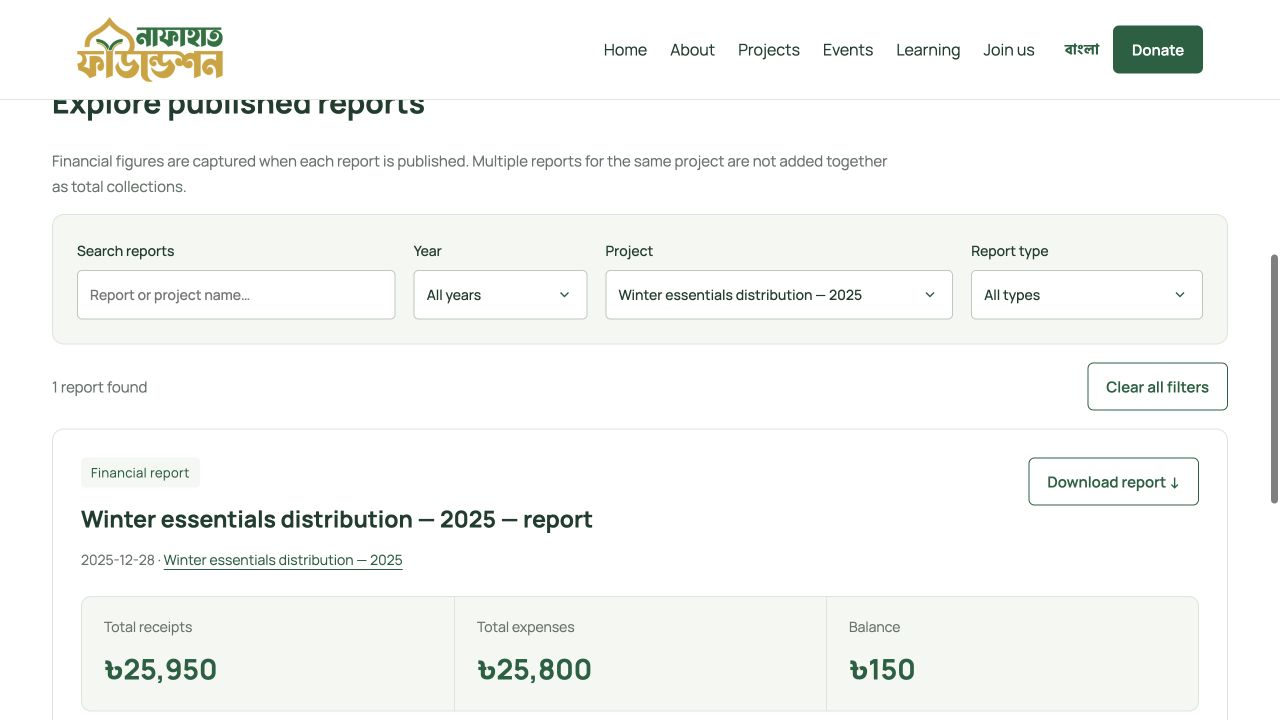 নাফাহাত
ফাউন্ডেশন
Home
About
Projects
Events
Learning
Join us
বাংলা
Donate
Explore published reports
Financial figures are captured when each report is published. Multiple reports for the same project are not added together
as total collections.
Search reports
Year
Project
Report type
Report or project name…
All years
Winter essentials distribution — 2025
All types
1 report found
Clear all filters
Financial report
Download report ↓
Winter essentials distribution — 2025 — report
2025-12-28 · Winter essentials distribution — 2025
Total receipts
Total expenses
Balance
৳25,950
৳25,800
৳150